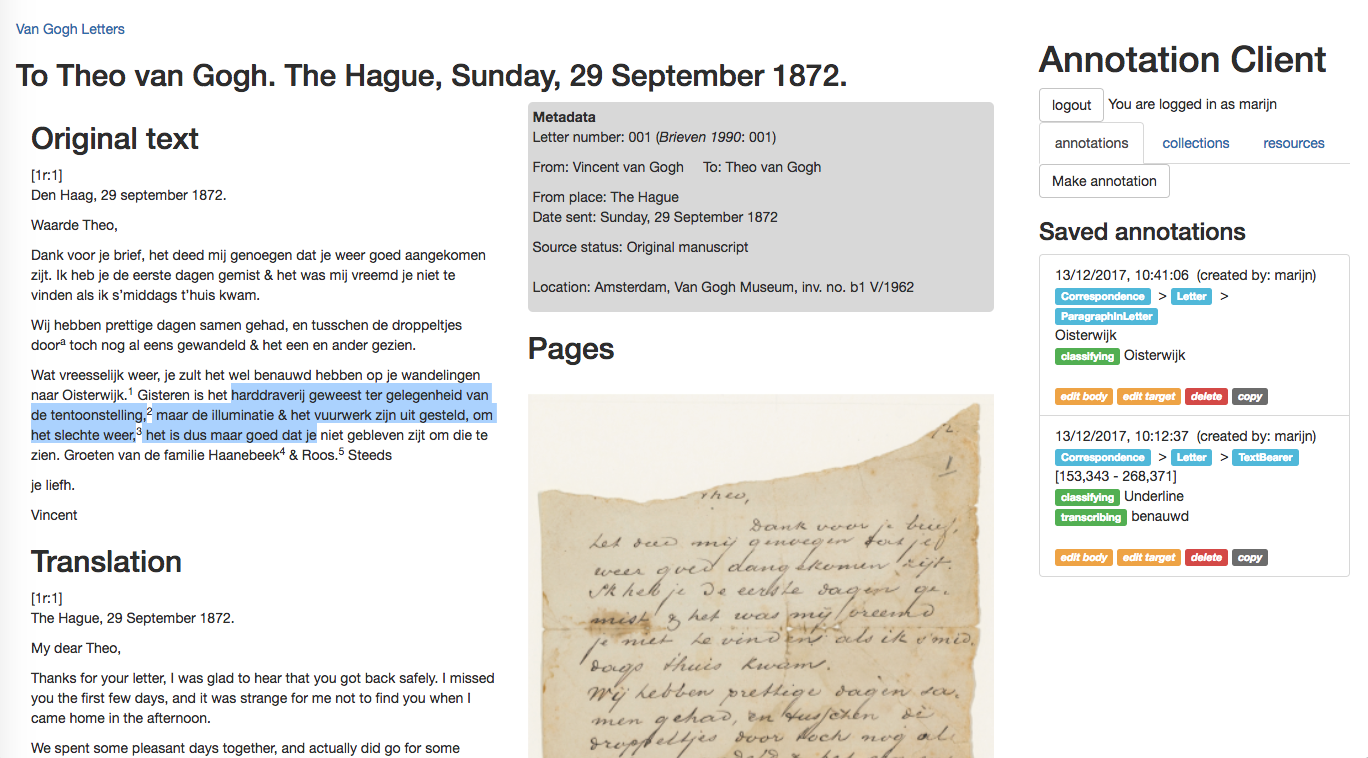 Van Gogh Letters
To Theo van Gogh. The Hague, Sunday, 29 September 1872.
Original text
[1r:1]
Den Haag, 29 september 1872.
Waarde Theo,
Dank voor je brief, het deed mij genoegen dat je weer goed aangekomen
zijt. Ik heb je de eerste dagen gemist & het was mij vreemd je niet te
vinden als ik s'middags t'huis kwam.
Wij hebben prettige dagen samen gehad, en tusschen de droppeltjes
doorᵃ toch nog al eens gewandeld & het een en ander gezien.
Wat vreesselijk weer, je zult het wel benauwd hebben op je wandelingen
naar Oisterwijk.¹ Gisteren is het harddraverij geweest ter gelegenheid van
de tentoonstelling,² maar de illuminatie & het vuurwerk zijn uit gesteld, om
het slechte weer,³ het is dus maar goed dat je niet gebleven zijt om die te
zien. Groeten van de familie Haanebeek⁴ & Roos.⁵ Steeds
je liefh.
Vincent
Translation
[1r:1]
The Hague, 29 September 1872.
My dear Theo,
Thanks for your letter, I was glad to hear that you got back safely. I missed
you the first few days, and it was strange for me not to find you when I
came home in the afternoon.
We spent some pleasant days together, and actually did go for some
Metadata
Letter number: 001 (Brieven 1990: 001)
From: Vincent van Gogh To: Theo van Gogh
From place: The Hague
Date sent: Sunday, 29 September 1872
Source status: Original manuscript
Location: Amsterdam, Van Gogh Museum, inv. no. b1 V/1962
Pages
1
Theo,
Dank voor je brief,
het deed mij genoegen dat je
weer goed aangekomen zijt.
Ik heb je de eerste dagen ge-
mist & het was mij vreemd
je niet te vinden als ik s'mid-
dags thuis kwam.
Wij hebben prettige dagen sa-
men gehad, en tusschen de
droppeltjes door toch nog al
Annotation Client
logout You are logged in as marijn
annotations collections resources
Make annotation
Saved annotations
13/12/2017, 10:41:06 (created by: marijn)
Correspondence > Letter >
ParagraphInLetter
Oisterwijk
classifying Oisterwijk
edit body edit target delete copy
13/12/2017, 10:12:37 (created by: marijn)
Correspondence > Letter > TextBearer
[153,343 - 268,371]
classifying Underline
transcribing benauwd
edit body edit target delete copy